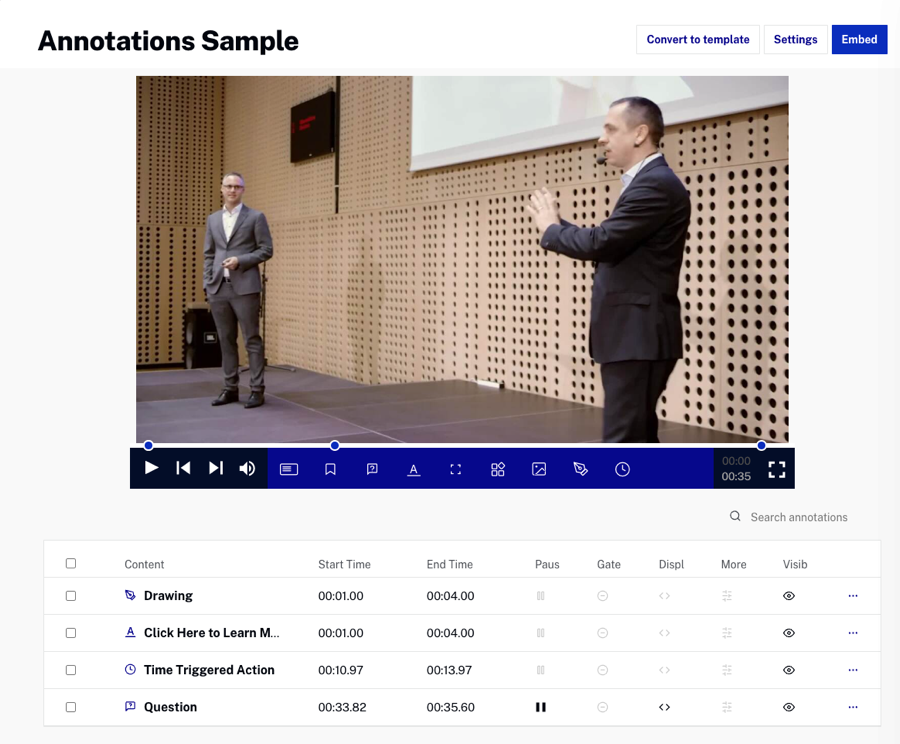 Annotations Sample
Convert to template
Settings
Embed
00:00
00:35
Search annotations
Content Start Time End Time Paus Gate Displ More Visib
Drawing 00:01.00 00:04.00
Click Here to Learn M... 00:01.00 00:04.00
Time Triggered Action 00:10.97 00:13.97
Question 00:33.82 00:35.60